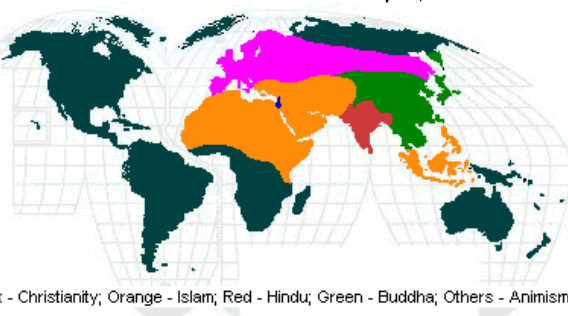 - Christianity; Orange - Islam; Red - Hindu; Green - Buddha; Others - Animism